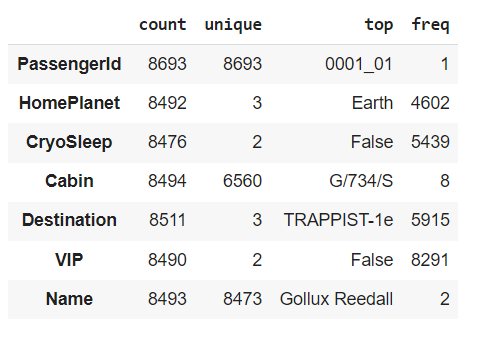 count unique top freq
PassengerId 8693 8693 0001_01 1
HomePlanet 8492 3 Earth 4602
CryoSleep 8476 2 False 5439
Cabin 8494 6560 G/734/S 8
Destination 8511 3 TRAPPIST-1e 5915
VIP 8490 2 False 8291
Name 8493 8473 Gollux Reedall 2